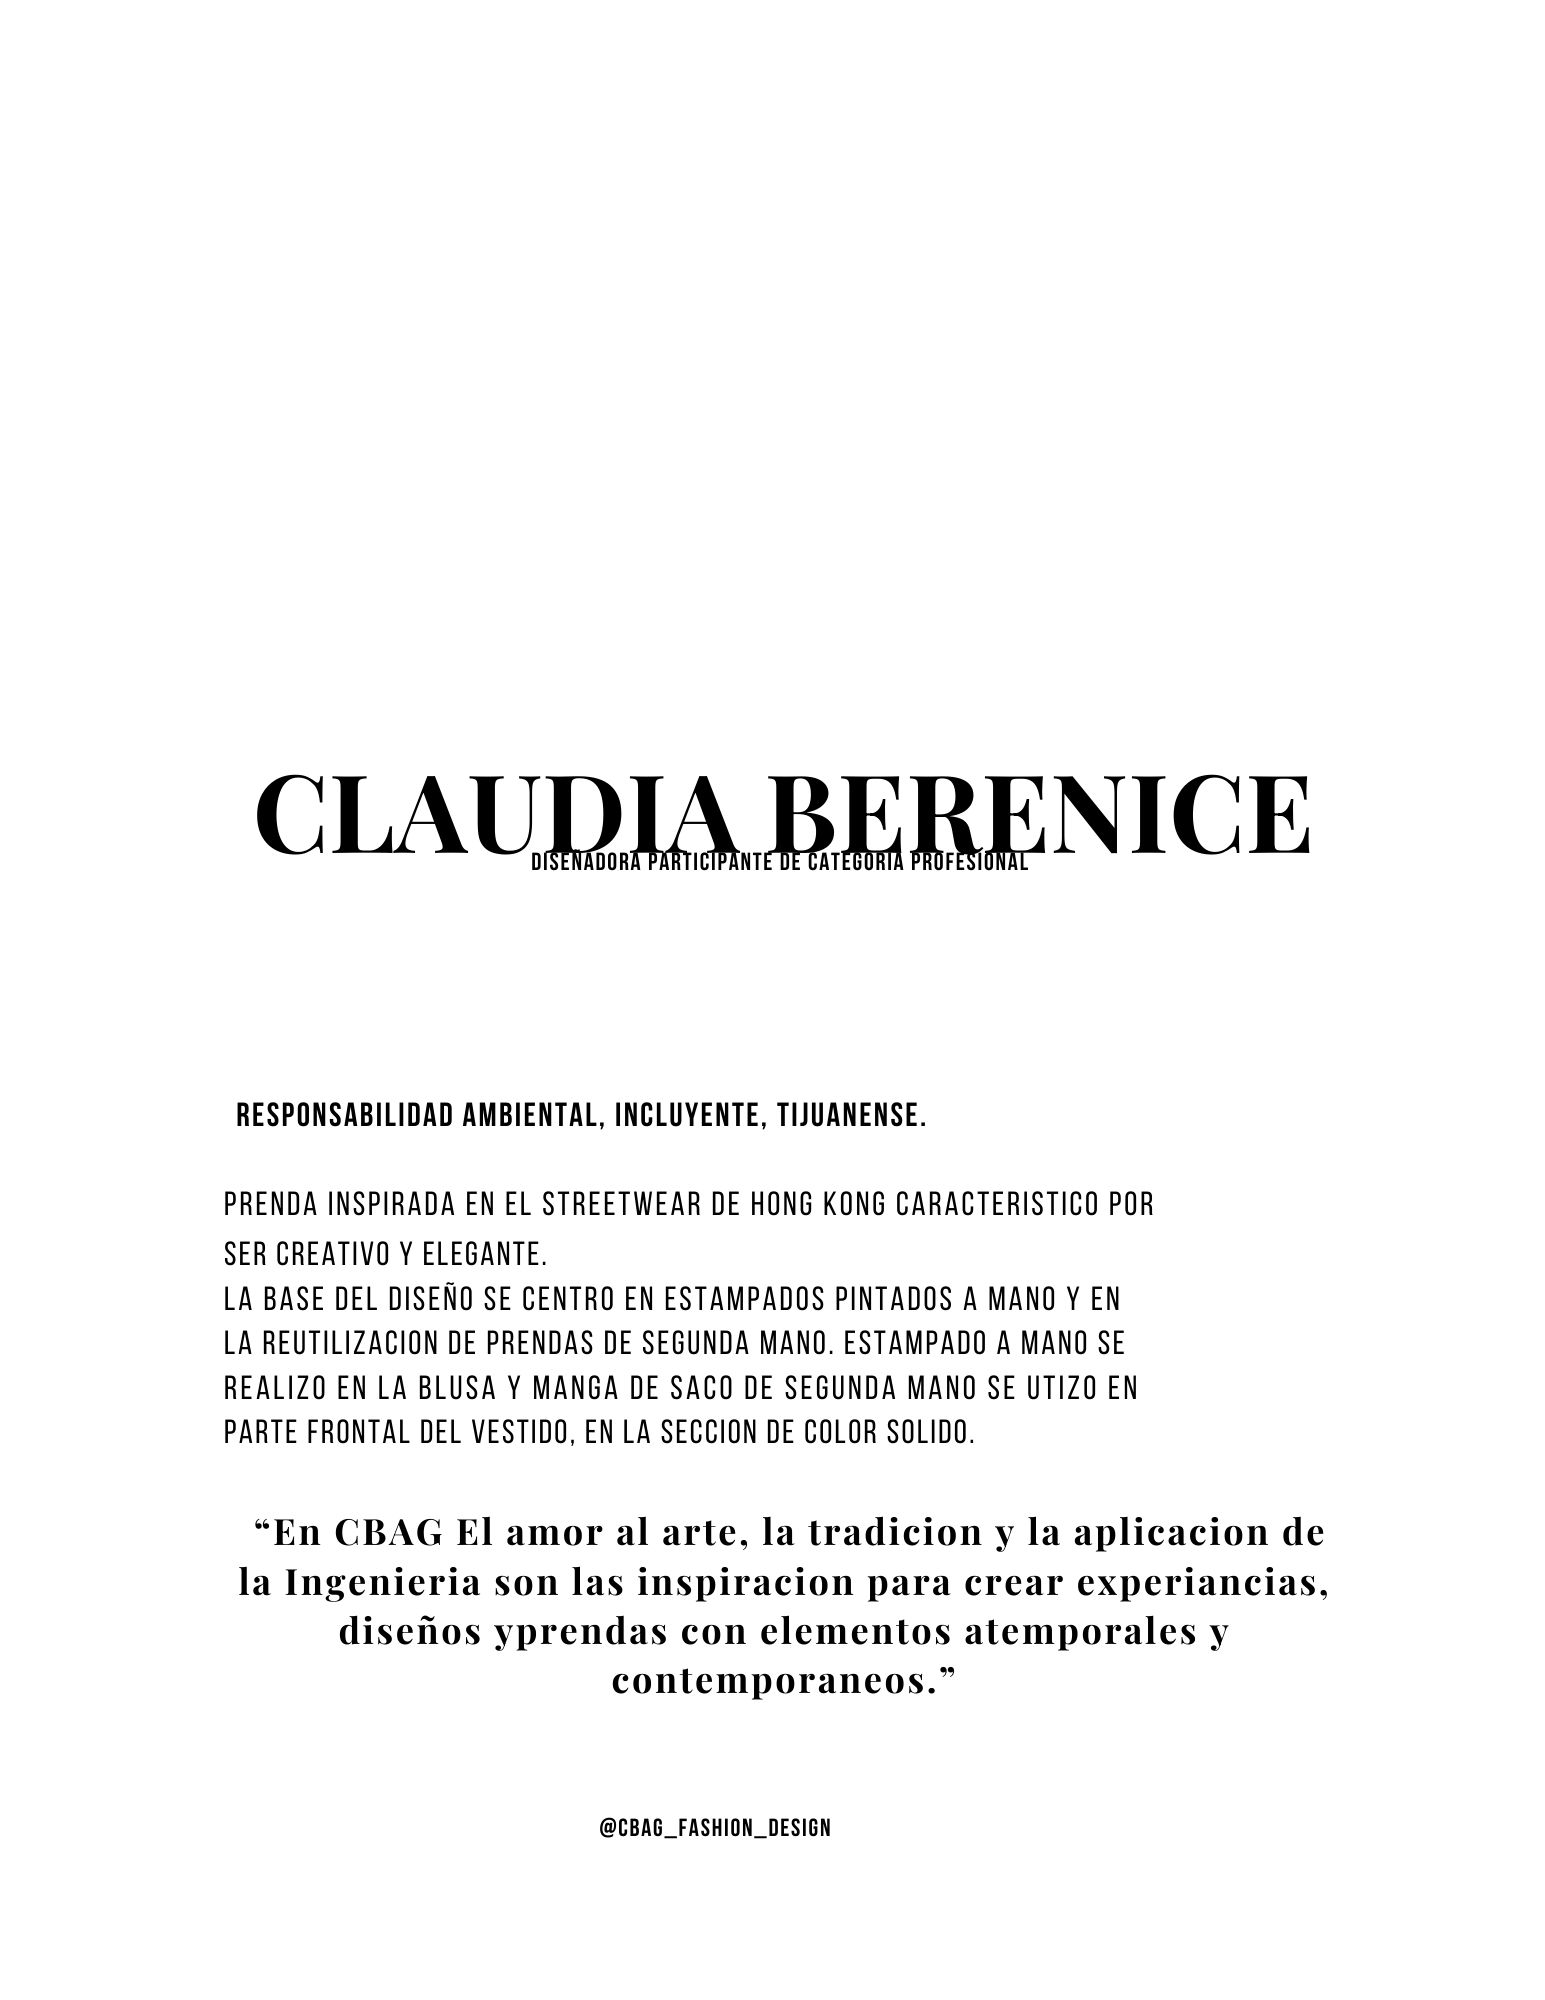 CLAUDIA BERENICE
DISEÑADORA PARTICIPANTE DE CATEGORIA PROFESIONAL
RESPONSABILIDAD AMBIENTAL, INCLUYENTE, TIJUANENSE.
PRENDA INSPIRADA EN EL STREETWEAR DE HONG KONG CARACTERISTICO POR
SER CREATIVO Y ELEGANTE.
LA BASE DEL DISEÑO SE CENTRO EN ESTAMPADOS PINTADOS A MANO Y EN
LA REUTILIZACION DE PRENDAS DE SEGUNDA MANO. ESTAMPADO A MANO SE
REALIZO EN LA BLUSA Y MANGA DE SACO DE SEGUNDA MANO SE UTIZO EN
PARTE FRONTAL DEL VESTIDO, EN LA SECCION DE COLOR SOLIDO.
“En CBAG El amor al arte, la tradicion y la aplicacion de
la Ingenieria son las inspiracion para crear experiancias,
diseños yprendas con elementos atemporales y
contemporaneos.”
@CBAG_FASHION_DESIGN